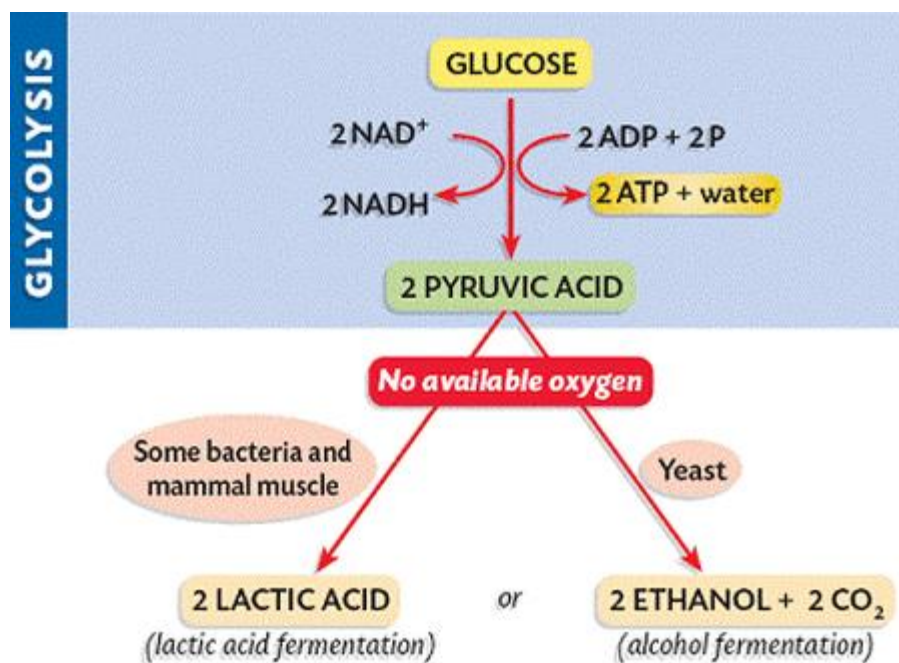 GLYCOLYSIS
GLUCOSE
2 NAD⁺
2 ADP + 2 P
2 NADH
2 ATP + water
2 PYRUVIC ACID
No available oxygen
Some bacteria and
mammal muscle
Yeast
2 LACTIC ACID
(lactic acid fermentation)
or
2 ETHANOL + 2 CO₂
(alcohol fermentation)